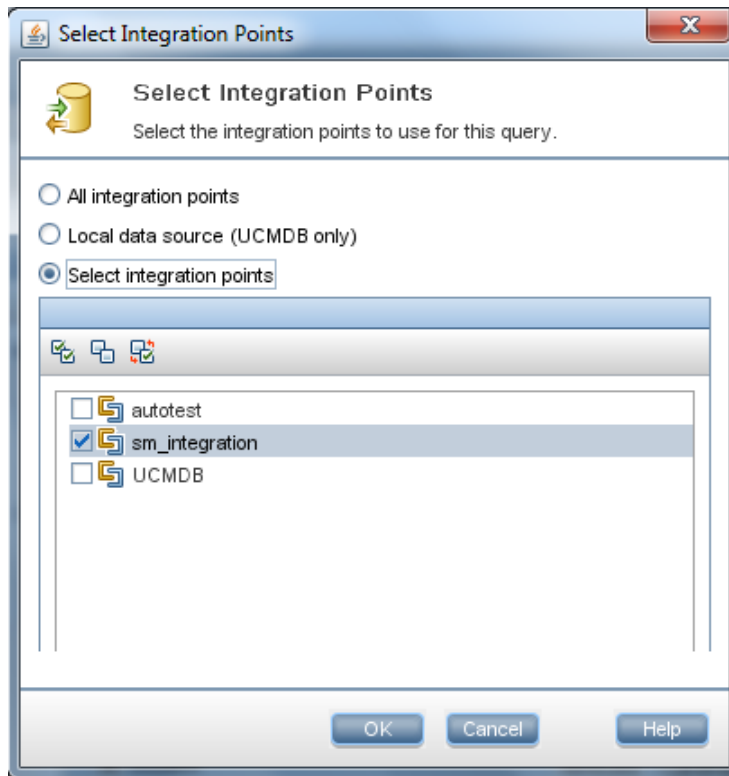 Select Integration Points
Select Integration Points
Select the integration points to use for this query.
All integration points
Local data source (UCMDB only)
Select integration points
autotest
sm_integration
UCMDB
OK Cancel Help